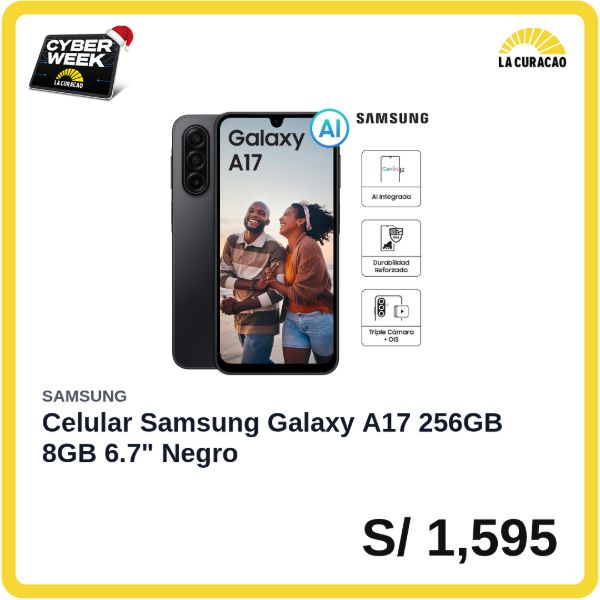 CYBER
WEEK
LA CURACAO
LA CURACAO
Galaxy
A17
AI
SAMSUNG
Gemini
AI Integrada
Durabilidad
Reforzada
Triple Cámara
+ OIS
SAMSUNG
Celular Samsung Galaxy A17 256GB
8GB 6.7" Negro
S/ 1,595